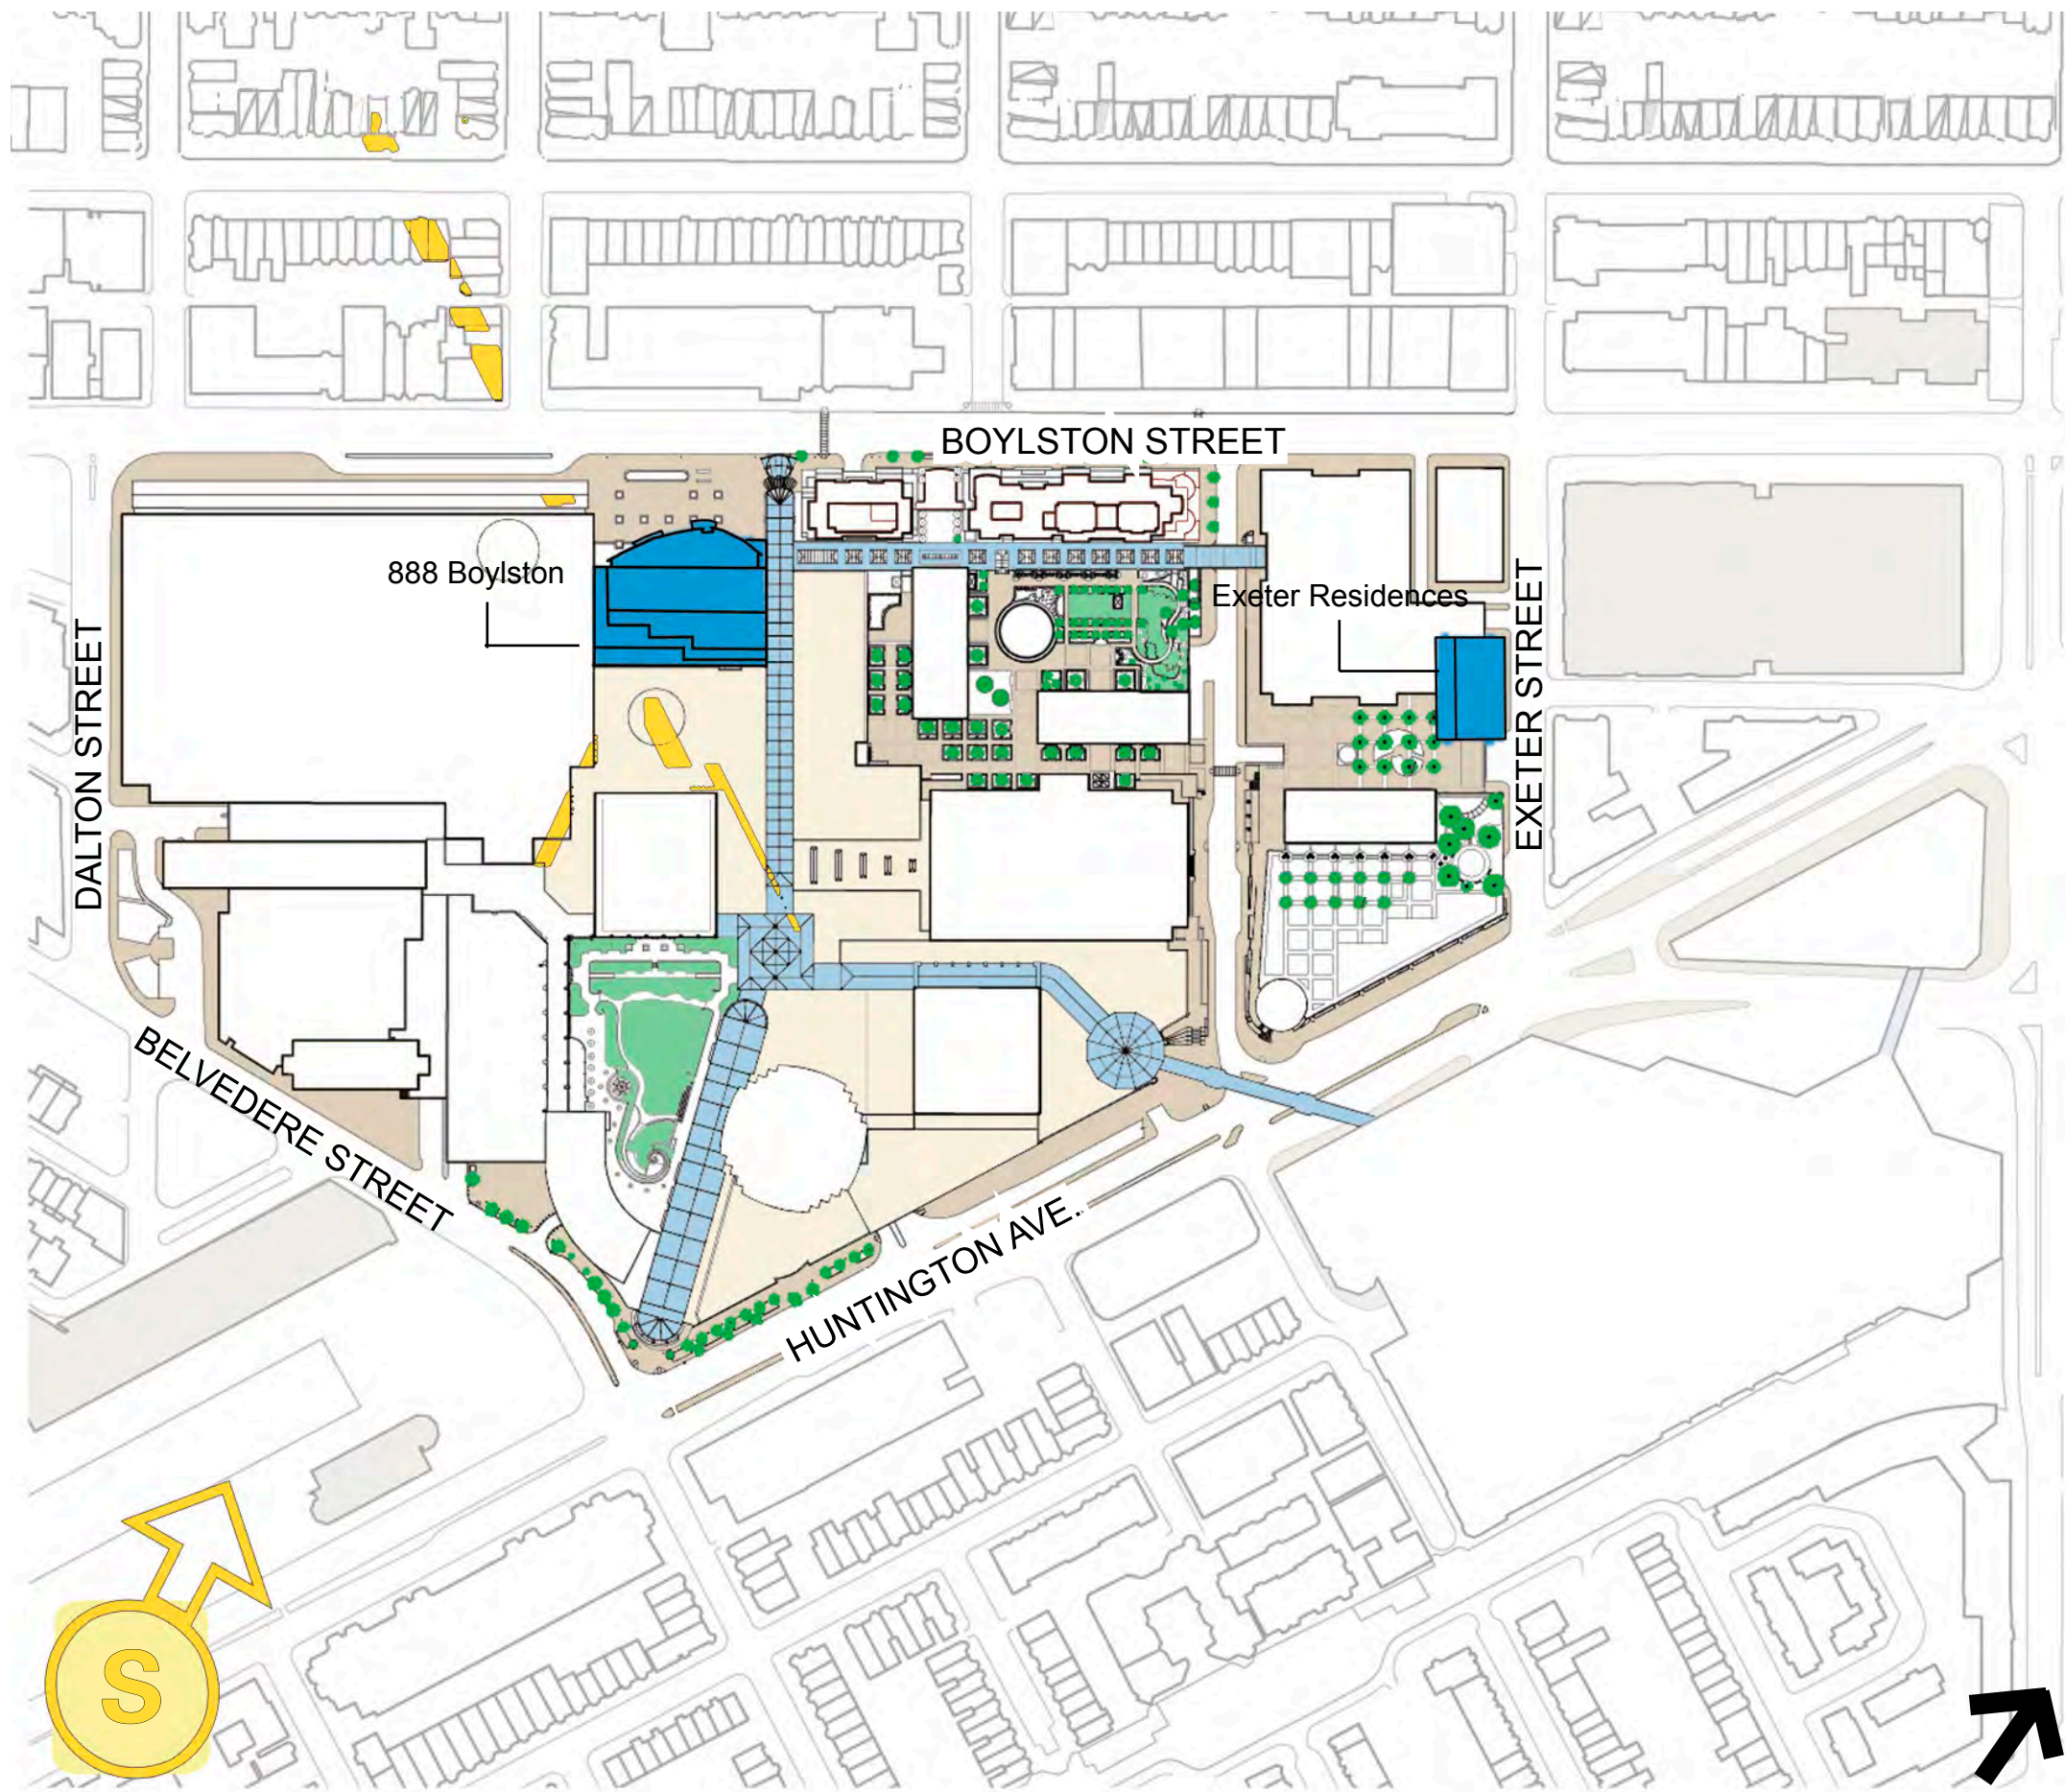 BOYLSTON STREET
888 Boylston
Exeter Residences
DALTON STREET
EXETER STREET
BELVEDERE STREET
HUNTINGTON AVE.
S